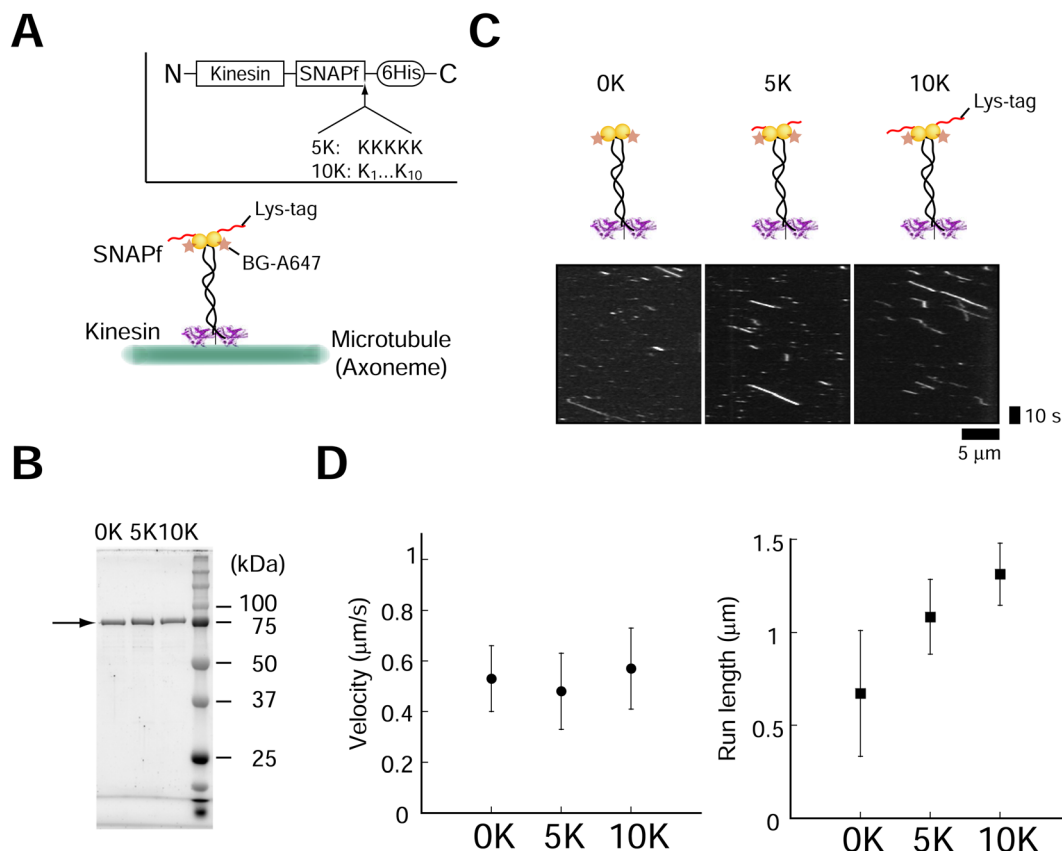 A
N Kinesin SNAPf 6His C
5K: KKKKK
10K: K₁...K₁₀
Lys-tag
SNAPf
BG-A647
Kinesin
Microtubule
(Axoneme)
B
0K 5K 10K
(kDa)
100
75
50
37
25
C
0K 5K 10K
Lys-tag
10 s
5 μm
D
Velocity (μm/s)
1
0.8
0.6
0.4
0.2
0
0K 5K 10K
Run length (μm)
1.5
1
0.5
0
0K 5K 10K